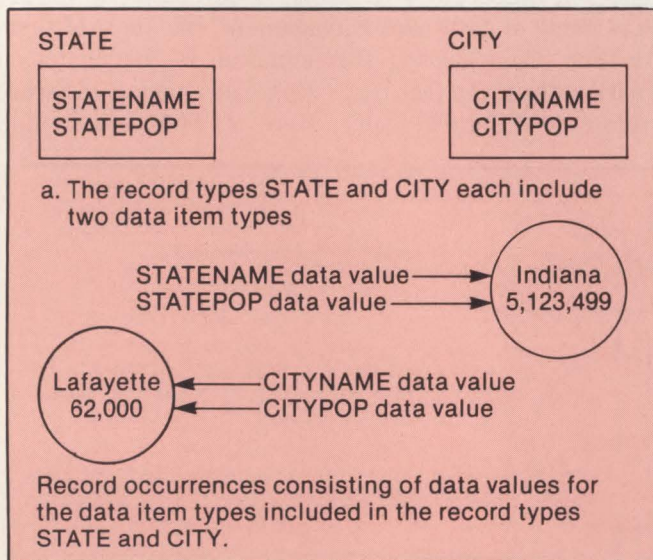 STATE CITY
STATENAME CITYNAME
STATEPOP CITYPOP
a. The record types STATE and CITY each include
two data item types
STATENAME data value Indiana
STATEPOP data value 5,123,499
Lafayette CITYNAME data value
62,000 CITYPOP data value
Record occurrences consisting of data values for
the data item types included in the record types
STATE and CITY.